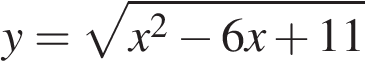 y = √(x² − 6x + 11)